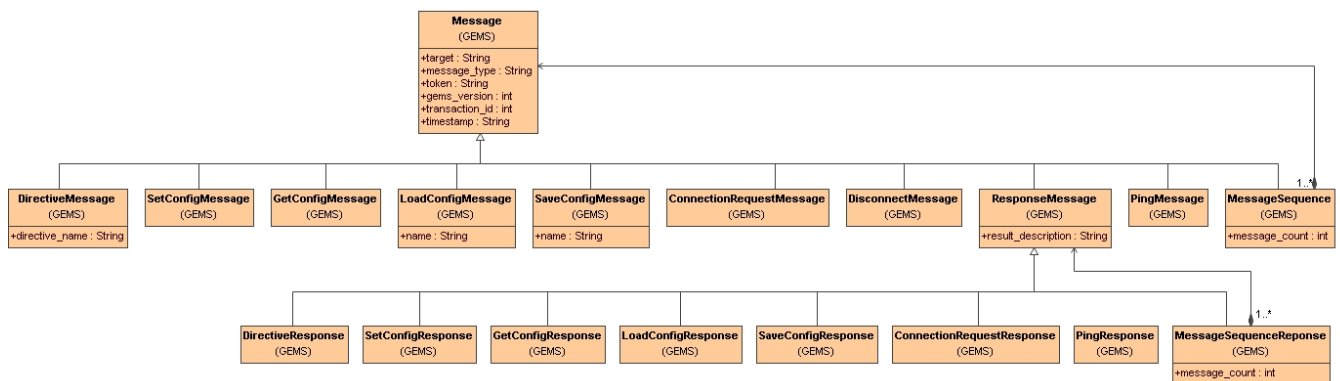 Message
(GEMS)
+target : String
+message_type : String
+token : String
+gems_version : int
+transaction_id : int
+timestamp : String
1..*
DirectiveMessage
(GEMS)
+directive_name : String
SetConfigMessage
(GEMS)
GetConfigMessage
(GEMS)
LoadConfigMessage
(GEMS)
+name : String
SaveConfigMessage
(GEMS)
+name : String
ConnectionRequestMessage
(GEMS)
DisconnectMessage
(GEMS)
ResponseMessage
(GEMS)
+result_description : String
PingMessage
(GEMS)
MessageSequence
(GEMS)
+message_count : int
1..*
DirectiveResponse
(GEMS)
SetConfigResponse
(GEMS)
GetConfigResponse
(GEMS)
LoadConfigResponse
(GEMS)
SaveConfigResponse
(GEMS)
ConnectionRequestResponse
(GEMS)
PingResponse
(GEMS)
MessageSequenceReponse
(GEMS)
+message_count : int